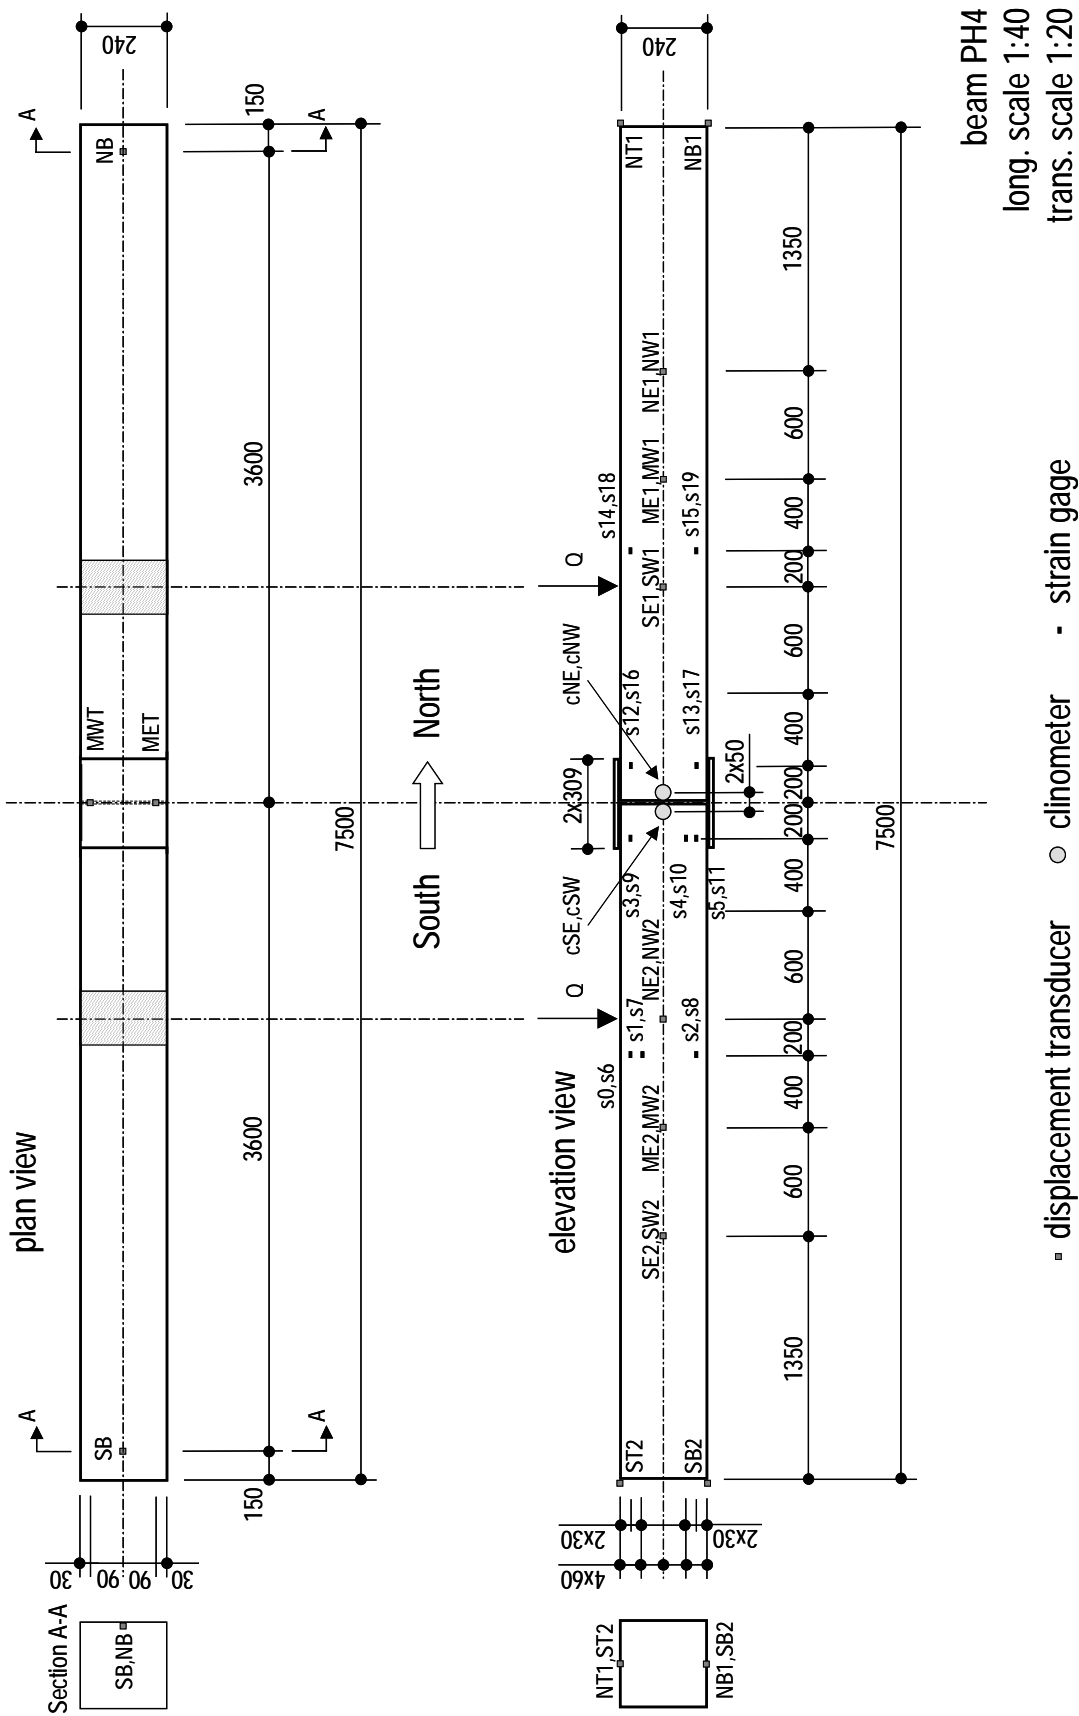 plan view
A
A
SB
NB
MWT
MET
A
A
150
3600
3600
150
7500
240
30
90
90
30
Section A-A
SB,NB
South
North
elevation view
Q
Q
ST2
SB2
NT1
NB1
s0,s6
s1,s7
s2,s8
s3,s9
s4,s10
s5,s11
s12,s16
s13,s17
s14,s18
s15,s19
SE2,SW2
ME2,MW2
NE2,NW2
SE1,SW1
ME1,MW1
NE1,NW1
cSE,cSW
cNE,cNW
2x309
2x50
240
1350
600
400
200
600
400
200
200
400
600
200
400
600
1350
7500
2x30
2x30
4x60
NT1,ST2
NB1,SB2
beam PH4
long. scale 1:40
trans. scale 1:20
displacement transducer
clinometer
strain gage